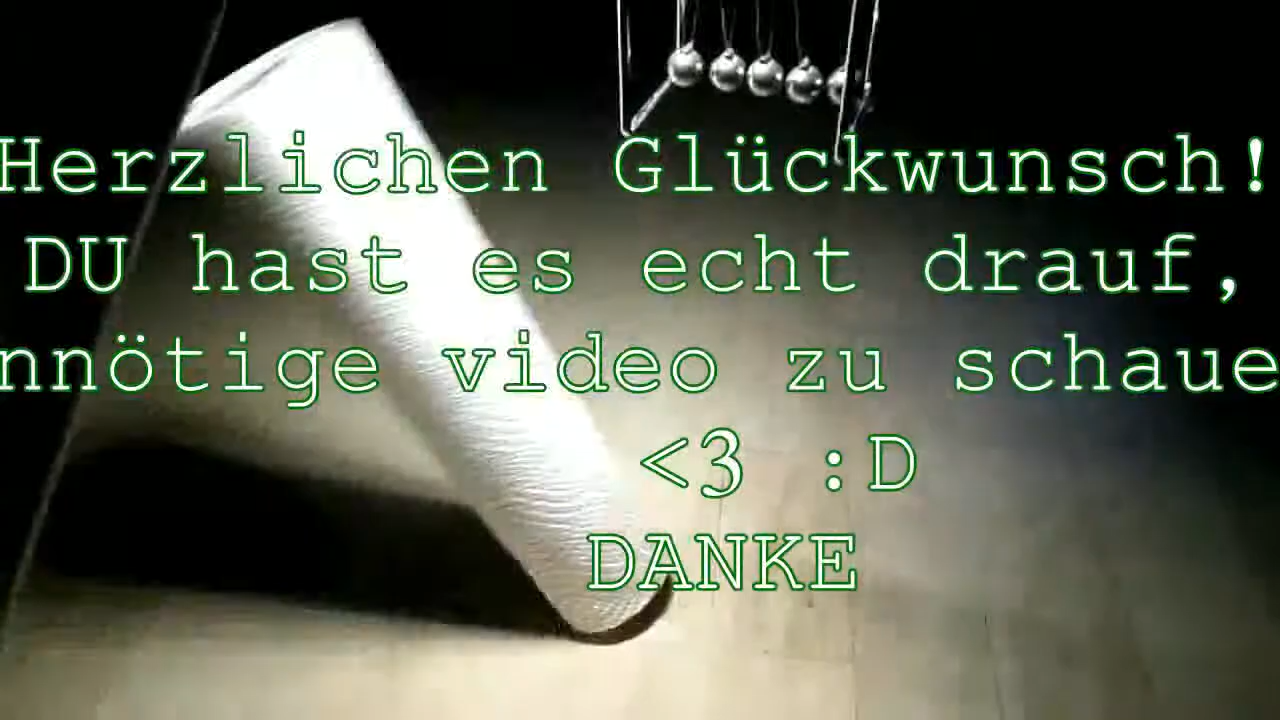 Herzlichen Glückwunsch!
DU hast es echt drauf,
nnötige video zu schaue
<3 :D
DANKE